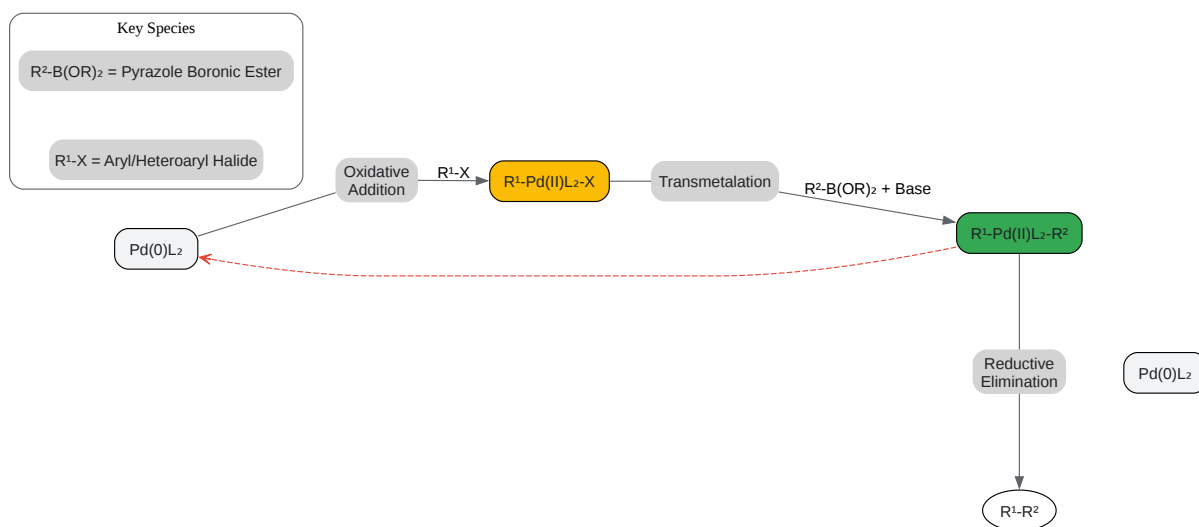 Key Species
R²-B(OR)₂ = Pyrazole Boronic Ester
R¹-X = Aryl/Heteroaryl Halide
Oxidative
Addition
R¹-X
R¹-Pd(II)L₂-X
Transmetalation
R²-B(OR)₂ + Base
R¹-Pd(II)L₂-R²
Pd(0)L₂
Reductive
Elimination
Pd(0)L₂
R¹-R²